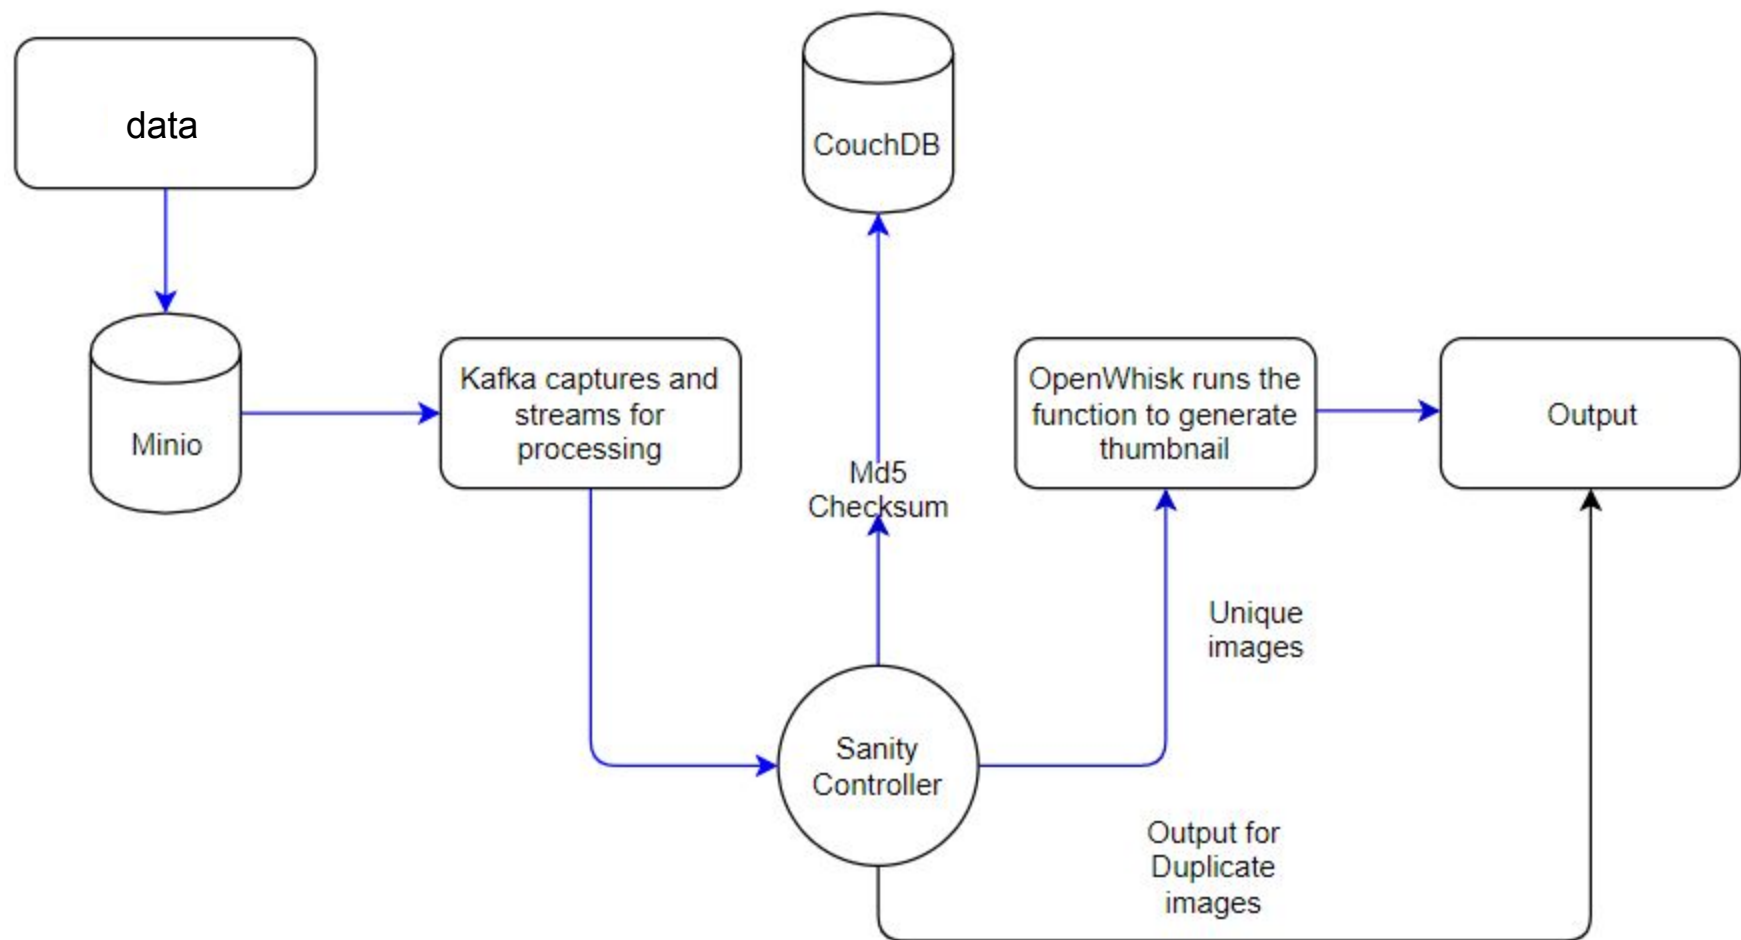 data
CouchDB
Minio
Kafka captures and
streams for
processing
Md5
Checksum
OpenWhisk runs the
function to generate
thumbnail
Output
Unique
images
Sanity
Controller
Output for
Duplicate
images